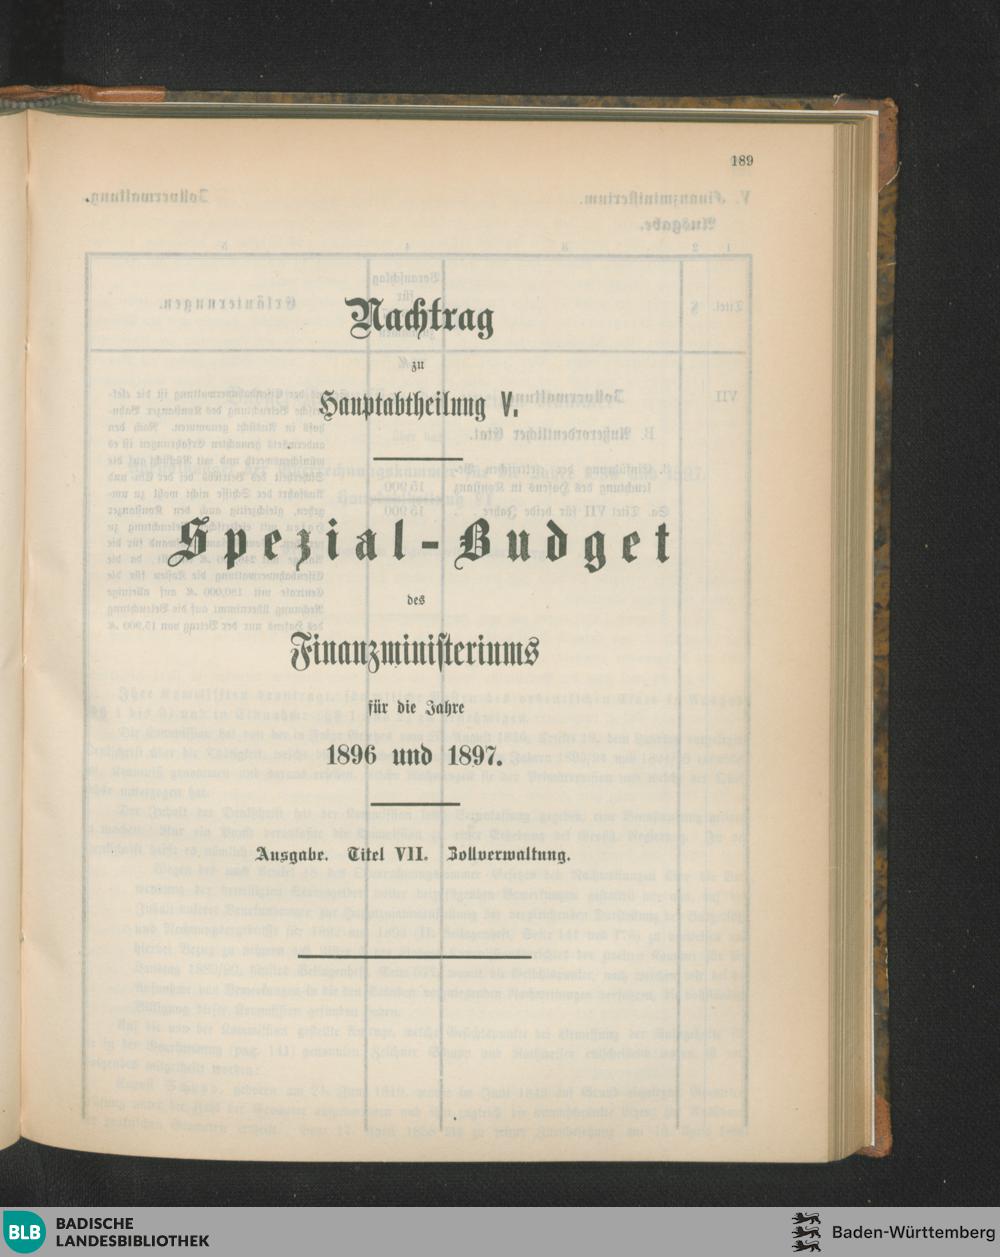 189
Nachtrag
zu
Hauptabtheilung V.
Spezial-Budget
des
Finanzministeriums
für die Jahre
1896 und 1897.
Ausgabe. Titel VII. Zollverwaltung.
BLB BADISCHE
LANDESBIBLIOTHEK
Baden-Württemberg